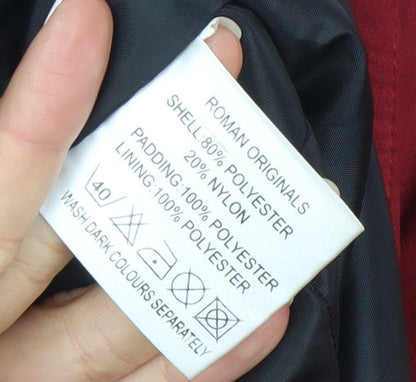 ROMAN ORIGINALS
SHELL:80% POLYESTER
20% NYLON
PADDING:100% POLYESTER
LINING:100% POLYESTER
40
WASH DARK COLOURS SEPARATELY